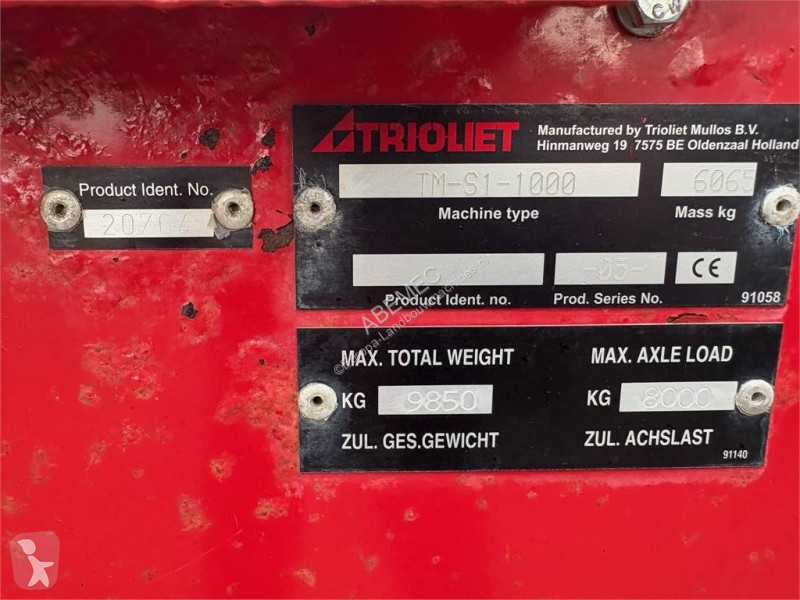 CW
TRIOLIET
Manufactured by Trioliet Mullos B.V.
Hinmanweg 19 7575 BE Oldenzaal Holland
TM-S1-1000
6065
Machine type
Mass kg
-05-
CE
Product Ident. no.
Prod. Series No.
91058
Product Ident. No.
20764
MAX. TOTAL WEIGHT
MAX. AXLE LOAD
KG 9850
KG 8000
ZUL. GES.GEWICHT
ZUL. ACHSLAST
91140
ABEMEC